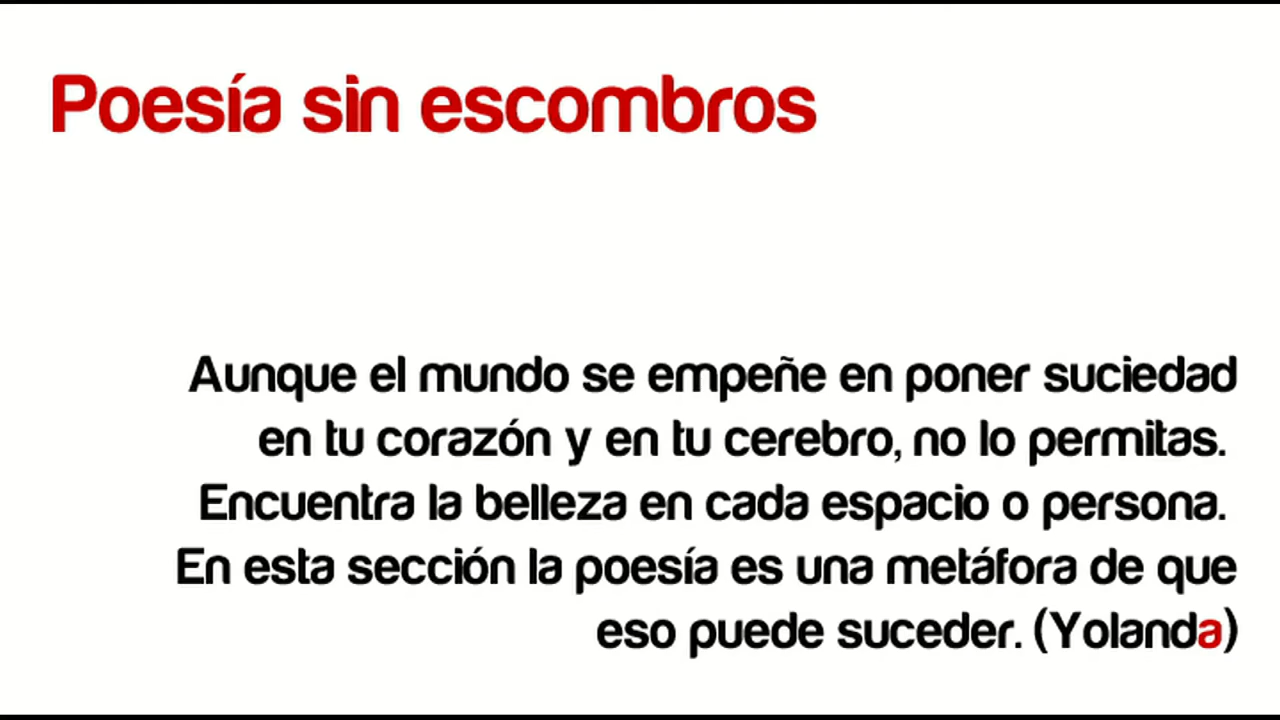 Poesía sin escombros
Aunque el mundo se empeñe en poner suciedad
en tu corazón y en tu cerebro, no lo permitas.
Encuentra la belleza en cada espacio o persona.
En esta sección la poesía es una metáfora de que
eso puede suceder. (Yolanda)